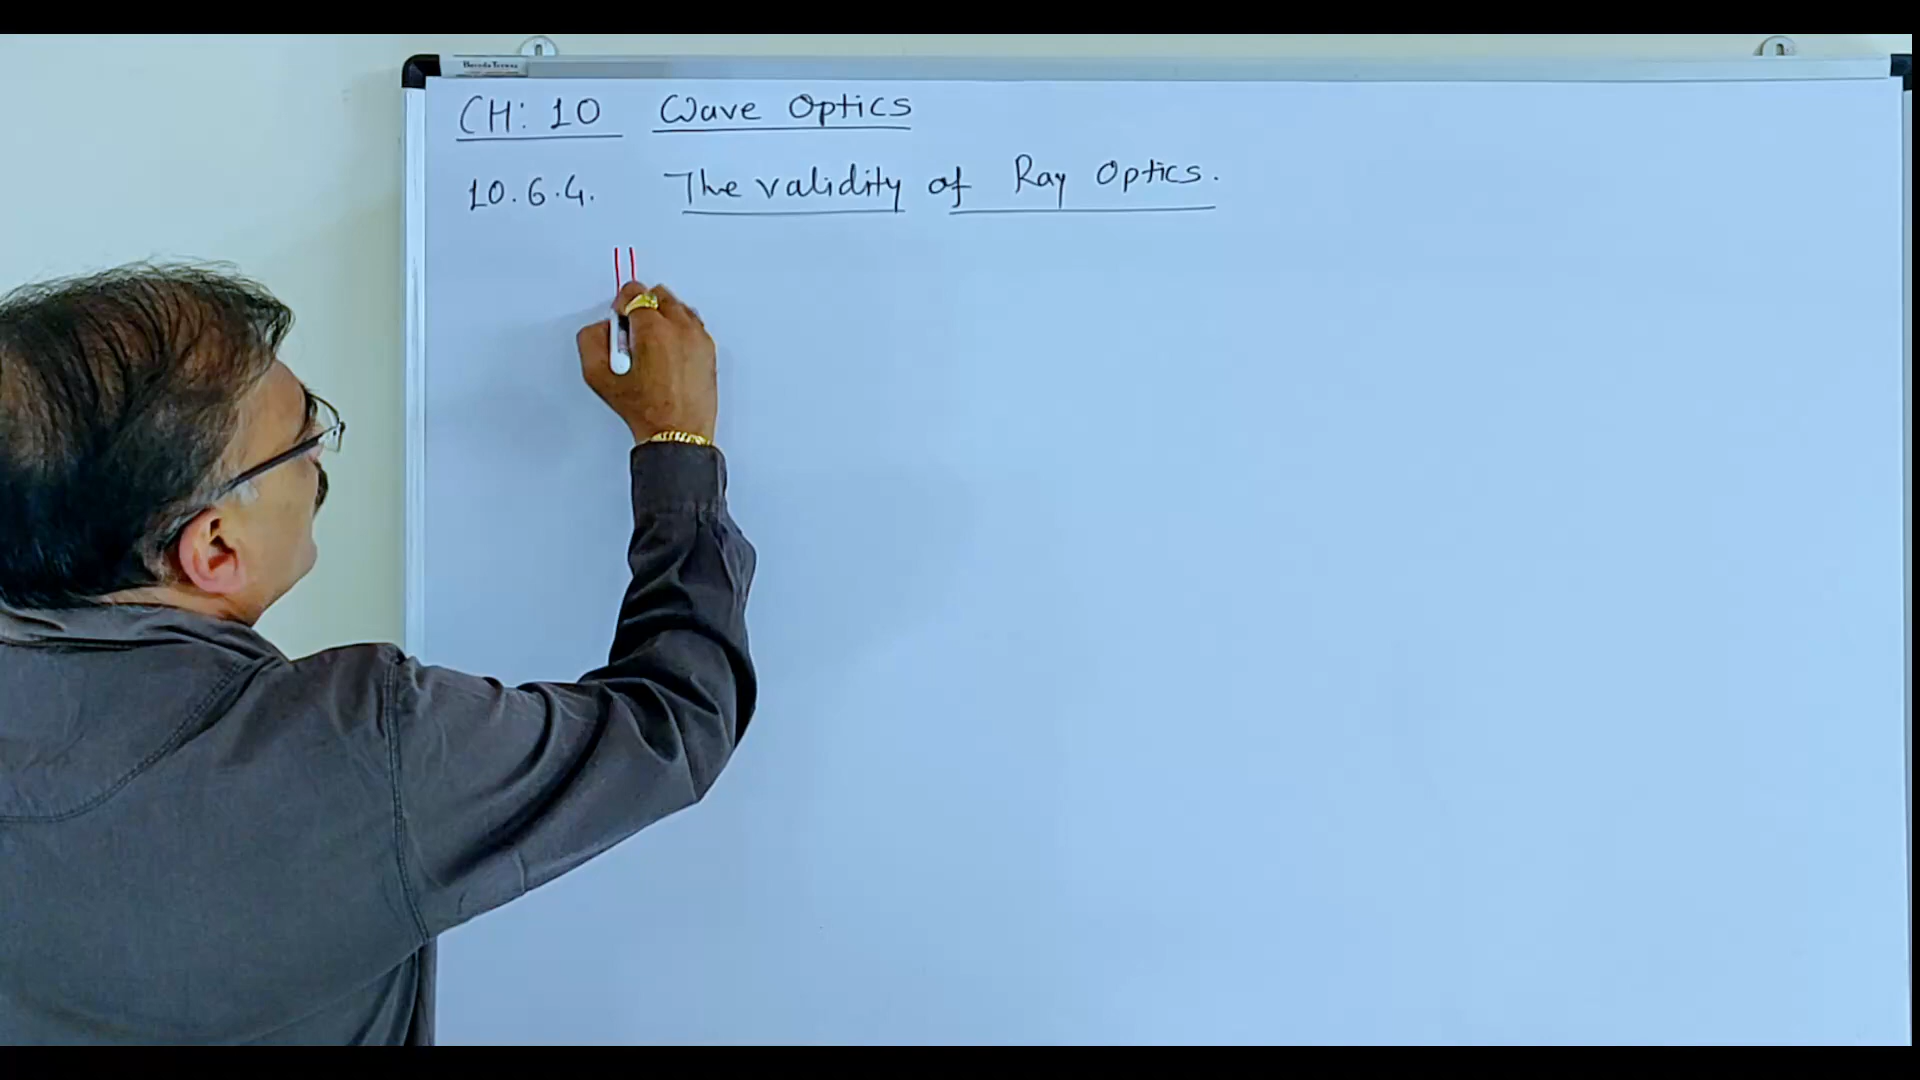 CH: 10 Wave Optics
10.6.4. The validity of Ray Optics.